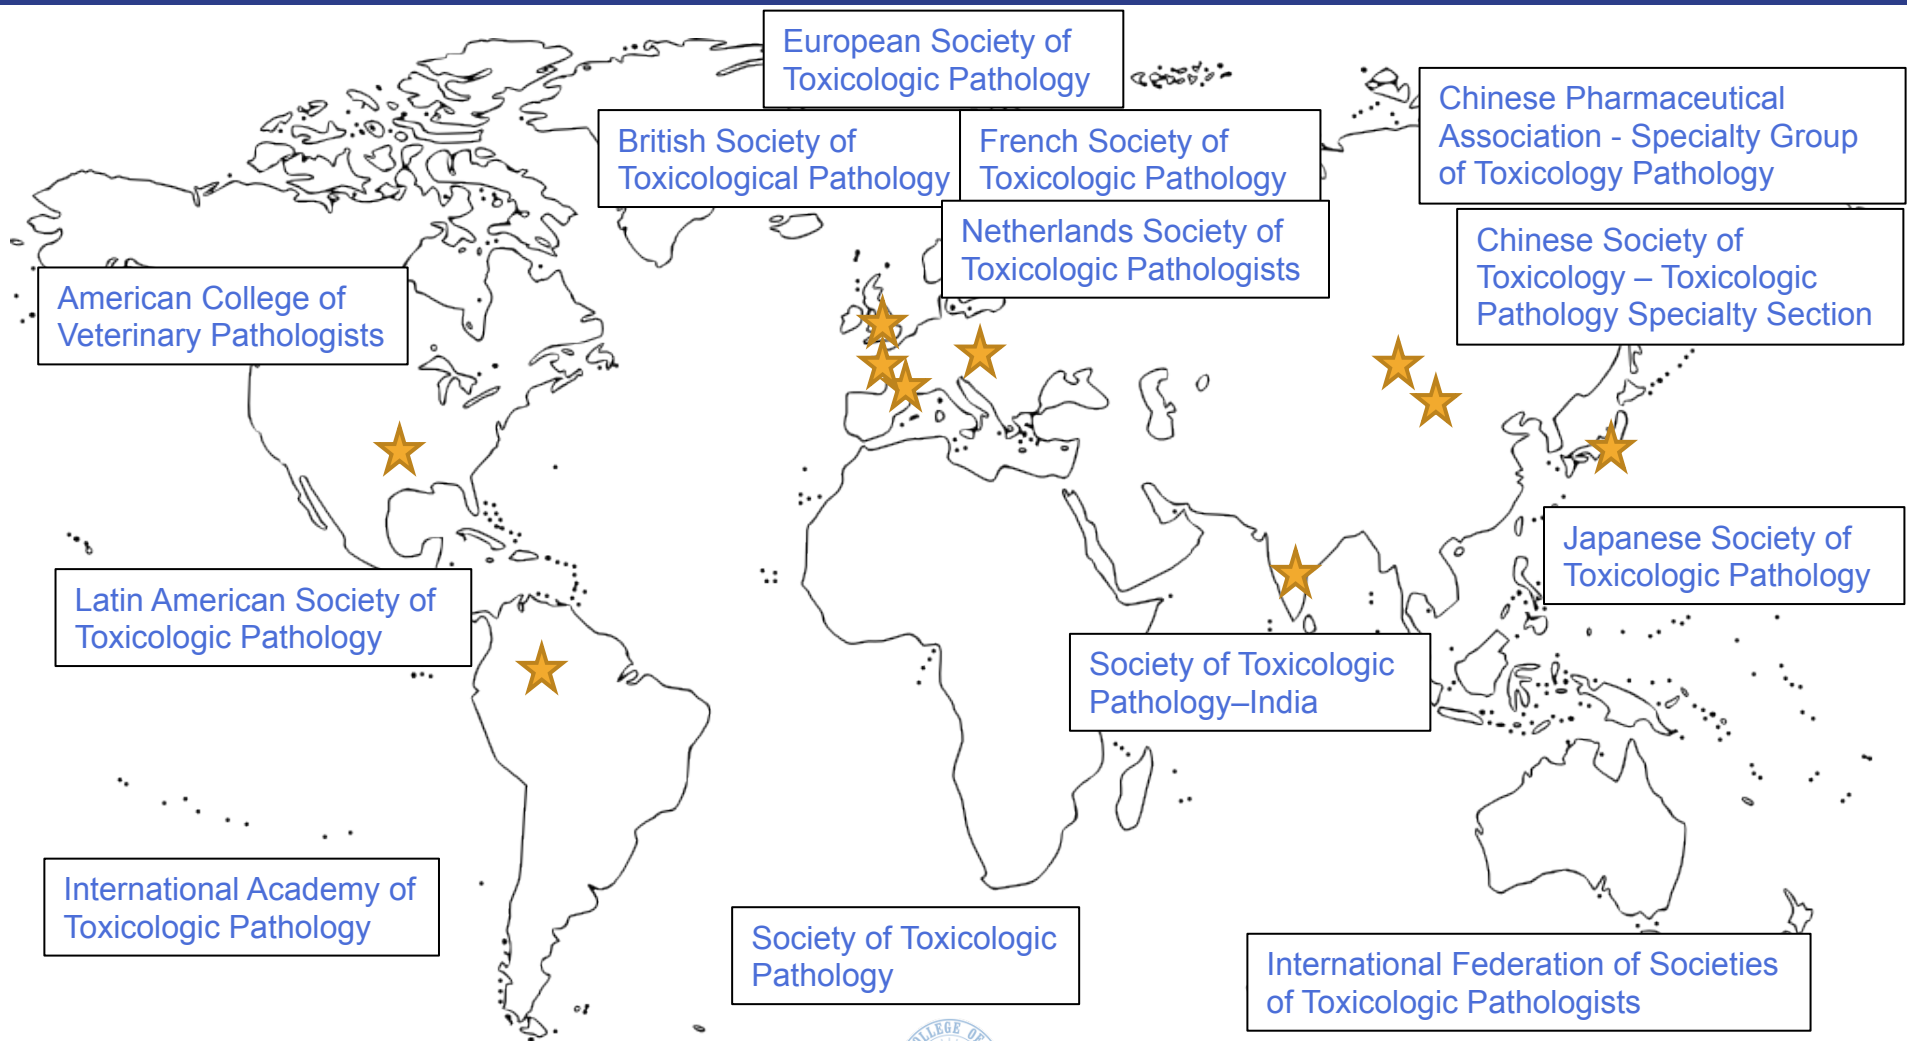 European Society of
Toxicologic Pathology
British Society of
Toxicological Pathology
French Society of
Toxicologic Pathology
Netherlands Society of
Toxicologic Pathologists
Chinese Pharmaceutical
Association - Specialty Group
of Toxicology Pathology
Chinese Society of
Toxicology – Toxicologic
Pathology Specialty Section
American College of
Veterinary Pathologists
Japanese Society of
Toxicologic Pathology
Latin American Society of
Toxicologic Pathology
Society of Toxicologic
Pathology–India
International Academy of
Toxicologic Pathology
Society of Toxicologic
Pathology
International Federation of Societies
of Toxicologic Pathologists
OF